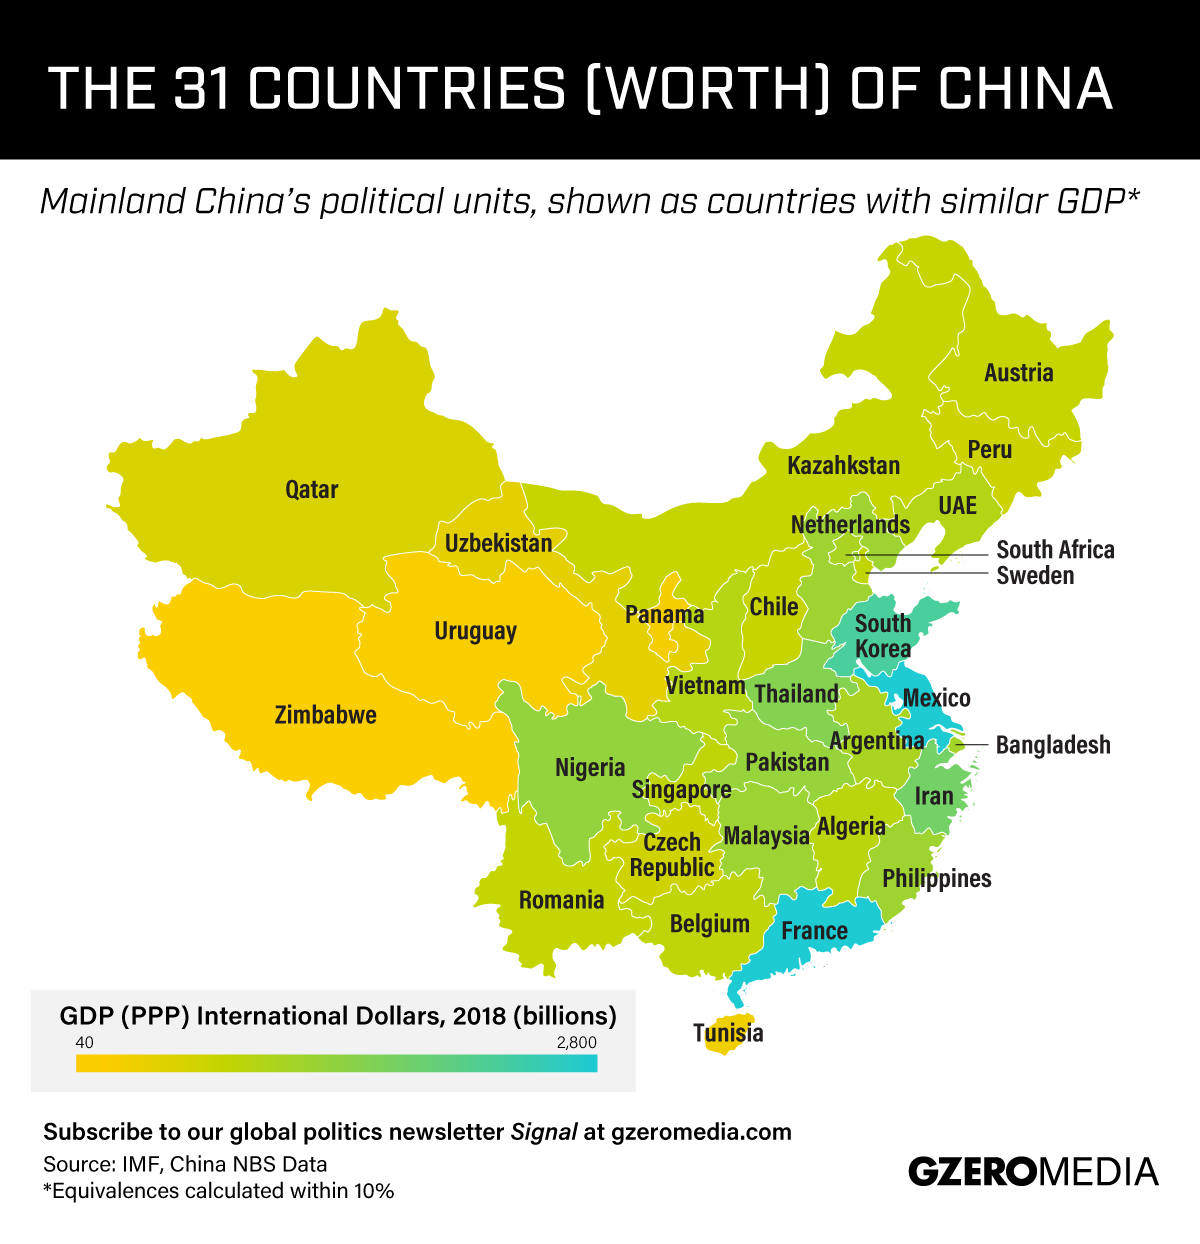 THE 31 COUNTRIES (WORTH) OF CHINA
Mainland China's political units, shown as countries with similar GDP*
Austria
Peru
Kazahkstan
Qatar
UAE
Netherlands
Uzbekistan
South Africa
Sweden
Panama
Chile
South
Korea
Uruguay
Vietnam
Thailand
Mexico
Zimbabwe
Argentina
Bangladesh
Nigeria
Pakistan
Singapore
Iran
Malaysia
Algeria
Czech
Republic
Philippines
Romania
Belgium
France
Tunisia
GDP (PPP) International Dollars, 2018 (billions)
40 2,800
Subscribe to our global politics newsletter Signal at gzeromedia.com
Source: IMF, China NBS Data
*Equivalences calculated within 10%
GZEROMEDIA